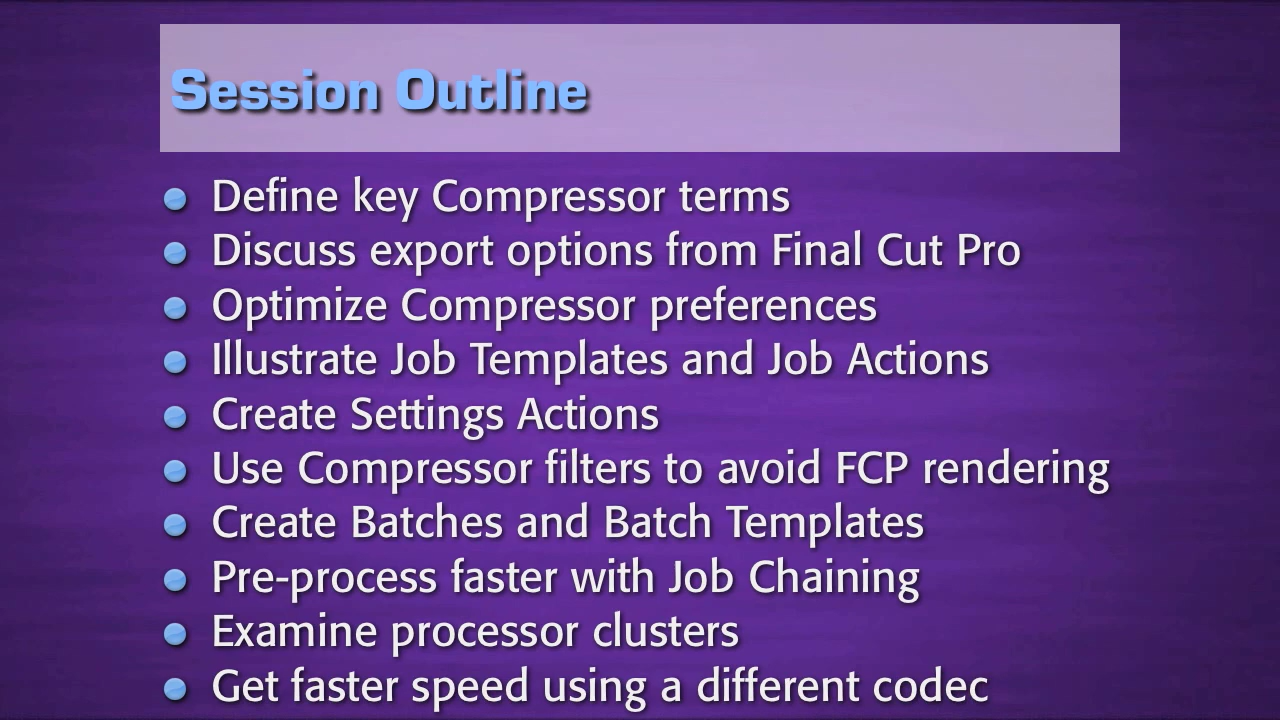 Session Outline
Define key Compressor terms
Discuss export options from Final Cut Pro
Optimize Compressor preferences
Illustrate Job Templates and Job Actions
Create Settings Actions
Use Compressor filters to avoid FCP rendering
Create Batches and Batch Templates
Pre-process faster with Job Chaining
Examine processor clusters
Get faster speed using a different codec